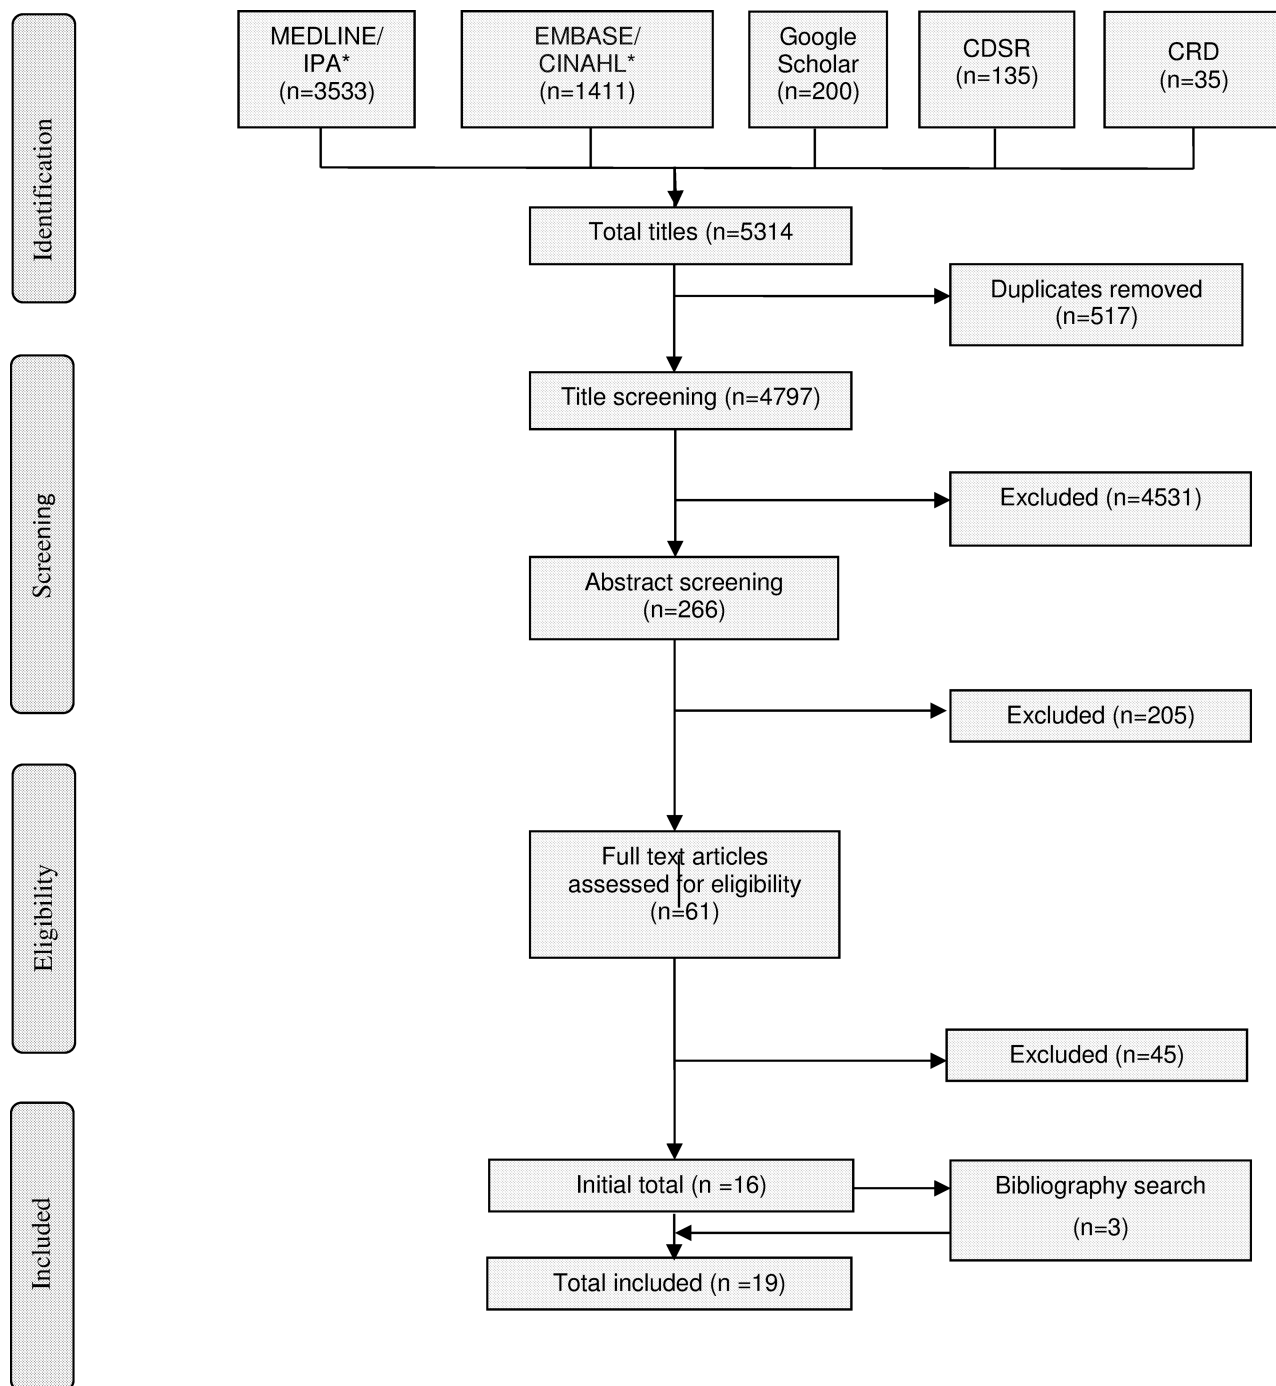 Identification
MEDLINE/
IPA*
(n=3533)
EMBASE/
CINAHL*
(n=1411)
Google
Scholar
(n=200)
CDSR
(n=135)
CRD
(n=35)
Total titles (n=5314
Duplicates removed
(n=517)
Screening
Title screening (n=4797)
Excluded (n=4531)
Abstract screening
(n=266)
Excluded (n=205)
Eligibility
Full text articles
assessed for eligibility
(n=61)
Excluded (n=45)
Included
Initial total (n =16)
Bibliography search
(n=3)
Total included (n =19)